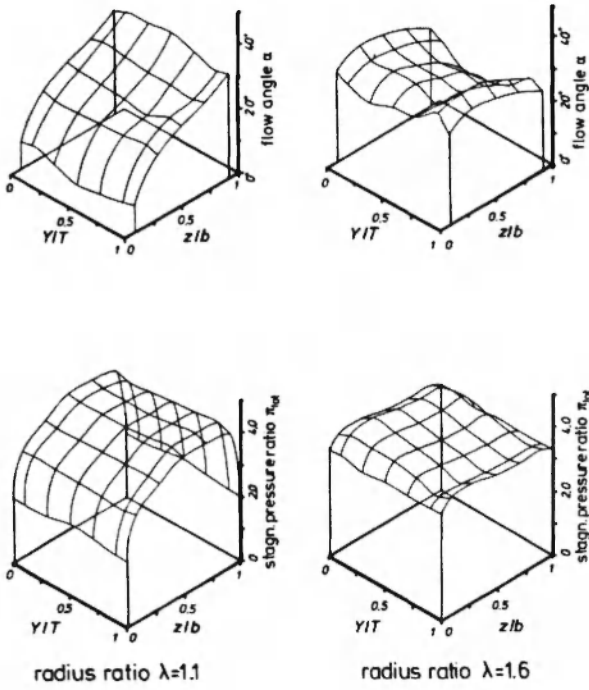 40°
20°
0°
flow angle α
0
0.5
1
Y/T
0
0.5
1
z/b
40°
20°
0°
flow angle α
0
0.5
1
Y/T
0
0.5
1
z/b
4.0
2.0
0
stagn. pressure ratio π_tot
0
0.5
1
Y/T
0
0.5
1
z/b
radius ratio λ=1.1
4.0
2.0
0
stagn. pressure ratio π_tot
0
0.5
1
Y/T
0
0.5
1
z/b
radius ratio λ=1.6